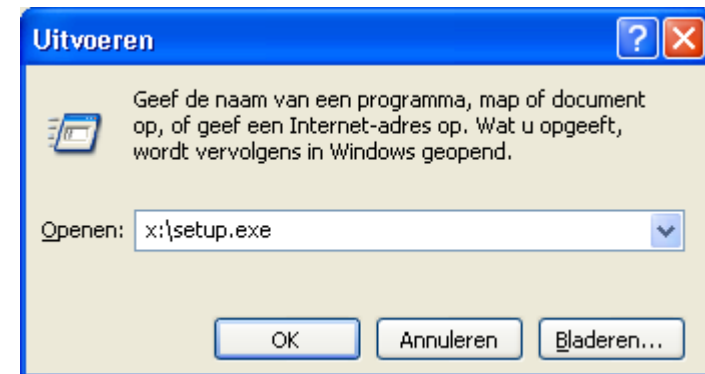 Uitvoeren
Geef de naam van een programma, map of document
op, of geef een Internet-adres op. Wat u opgeeft,
wordt vervolgens in Windows geopend.
Openen: x:\setup.exe
OK Annuleren Bladeren...